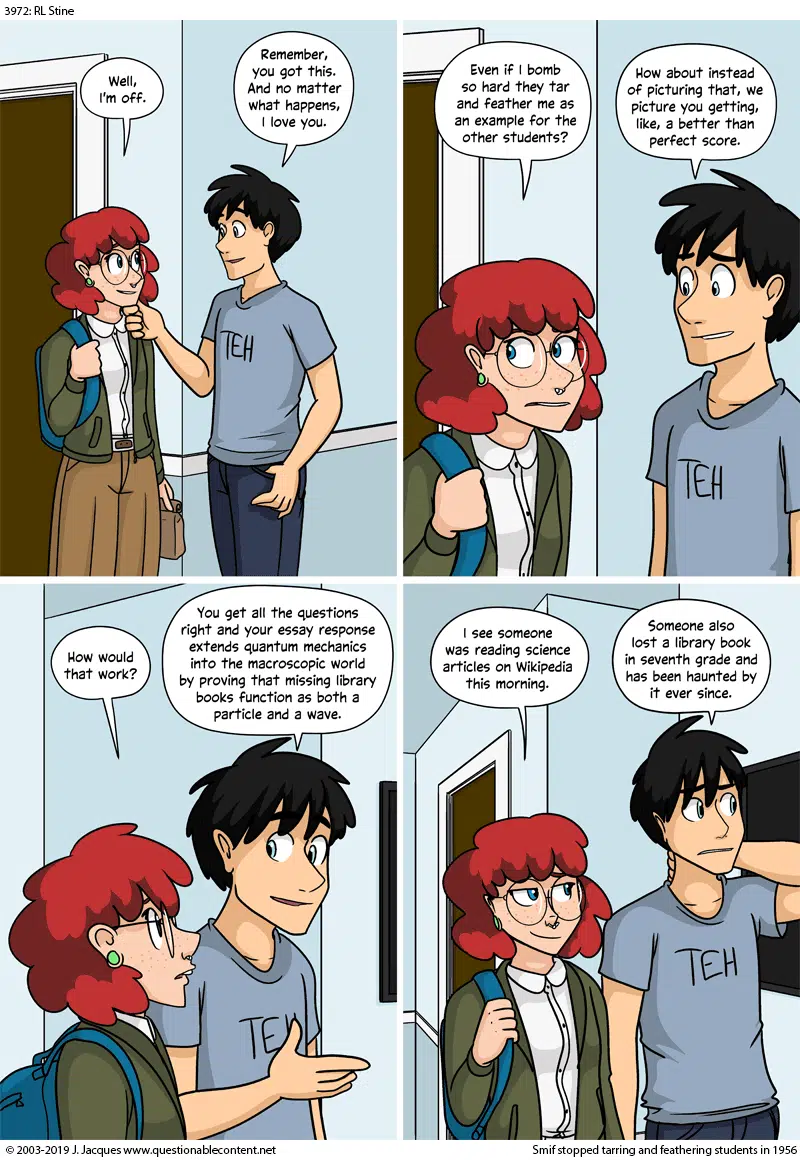 3972: RL Stine
Well,
I'm off.
Remember,
you got this.
And no matter
what happens,
I love you.
TEH
Even if I bomb
so hard they tar
and feather me as
an example for the
other students?
How about instead
of picturing that, we
picture you getting,
like, a better than
perfect score.
TEH
How would
that work?
You get all the questions
right and your essay response
extends quantum mechanics
into the macroscopic world
by proving that missing library
books function as both a
particle and a wave.
TEH
I see someone
was reading science
articles on Wikipedia
this morning.
Someone also
lost a library book
in seventh grade and
has been haunted by
it ever since.
TEH
© 2003-2019 J. Jacques www.questionablecontent.net
Smif stopped tarring and feathering students in 1956